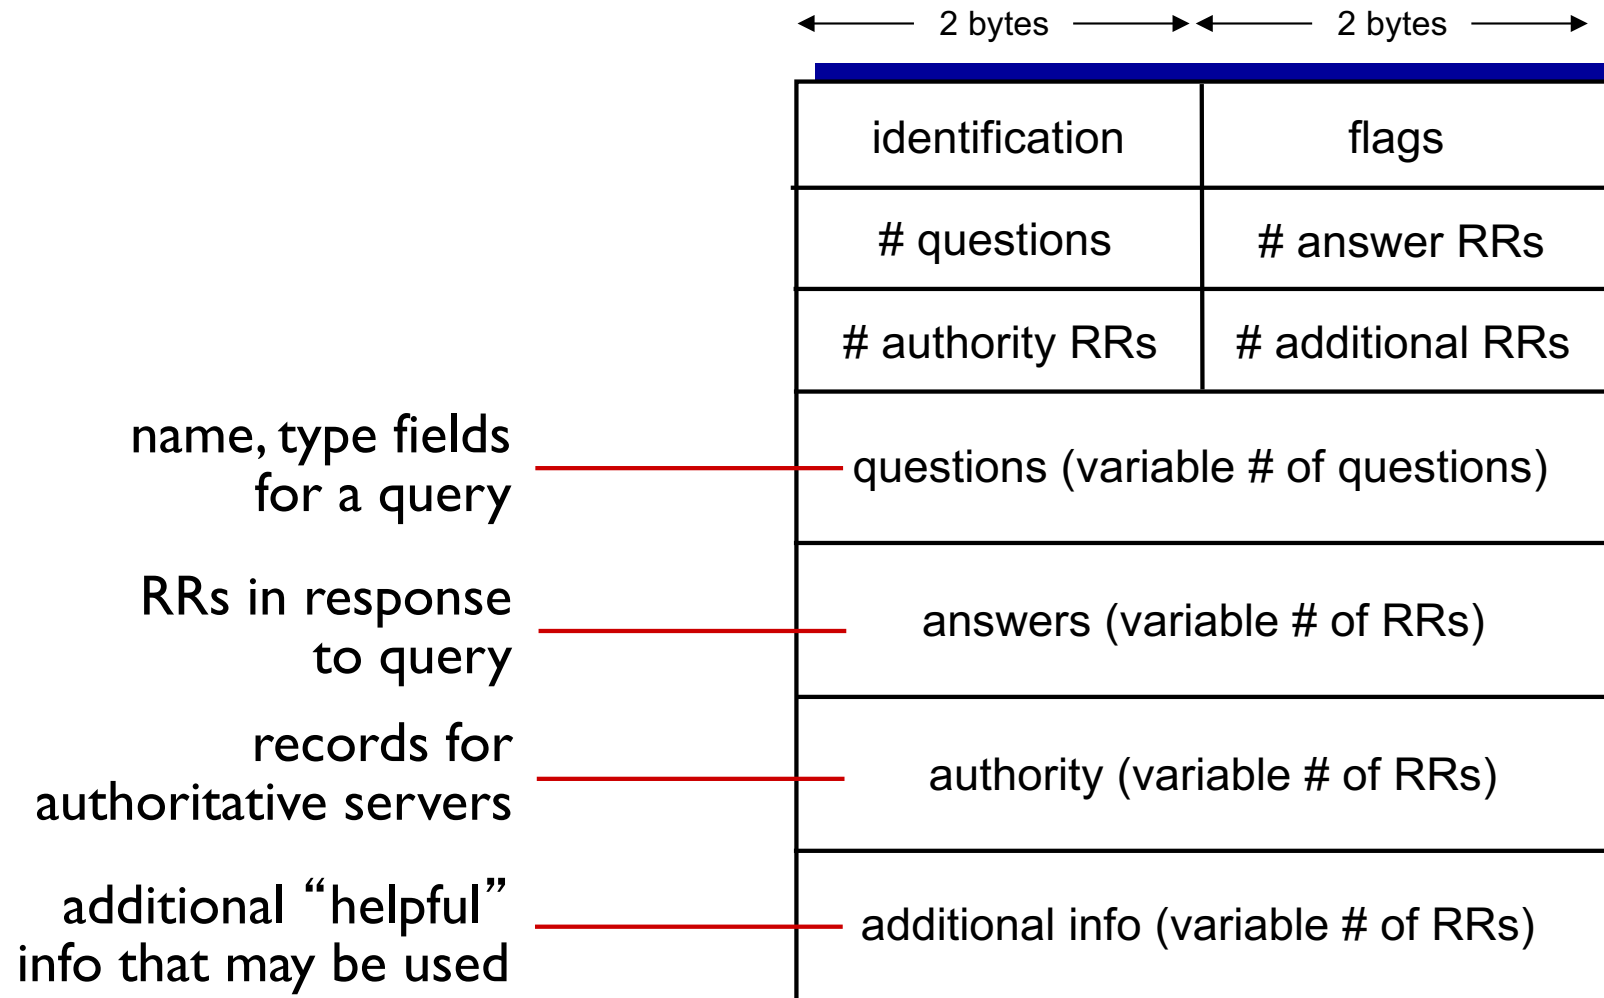 2 bytes 2 bytes
identification flags
# questions # answer RRs
# authority RRs # additional RRs
name, type fields
for a query
questions (variable # of questions)
RRs in response
to query
answers (variable # of RRs)
records for
authoritative servers
authority (variable # of RRs)
additional “helpful”
info that may be used
additional info (variable # of RRs)